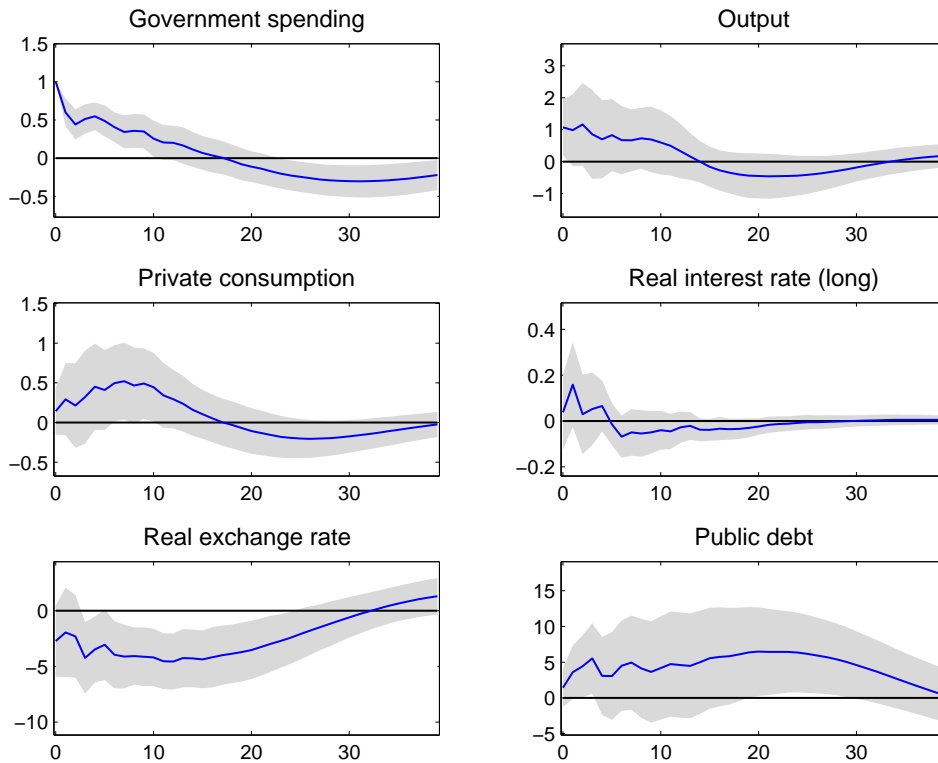 Government spending
1.5
1
0.5
0
−0.5
0 10 20 30
Output
3
2
1
0
−1
0 10 20 30
Private consumption
1.5
1
0.5
0
−0.5
0 10 20 30
Real interest rate (long)
0.4
0.2
0
−0.2
0 10 20 30
Real exchange rate
0
−5
−10
0 10 20 30
Public debt
15
10
5
0
−5
0 10 20 30